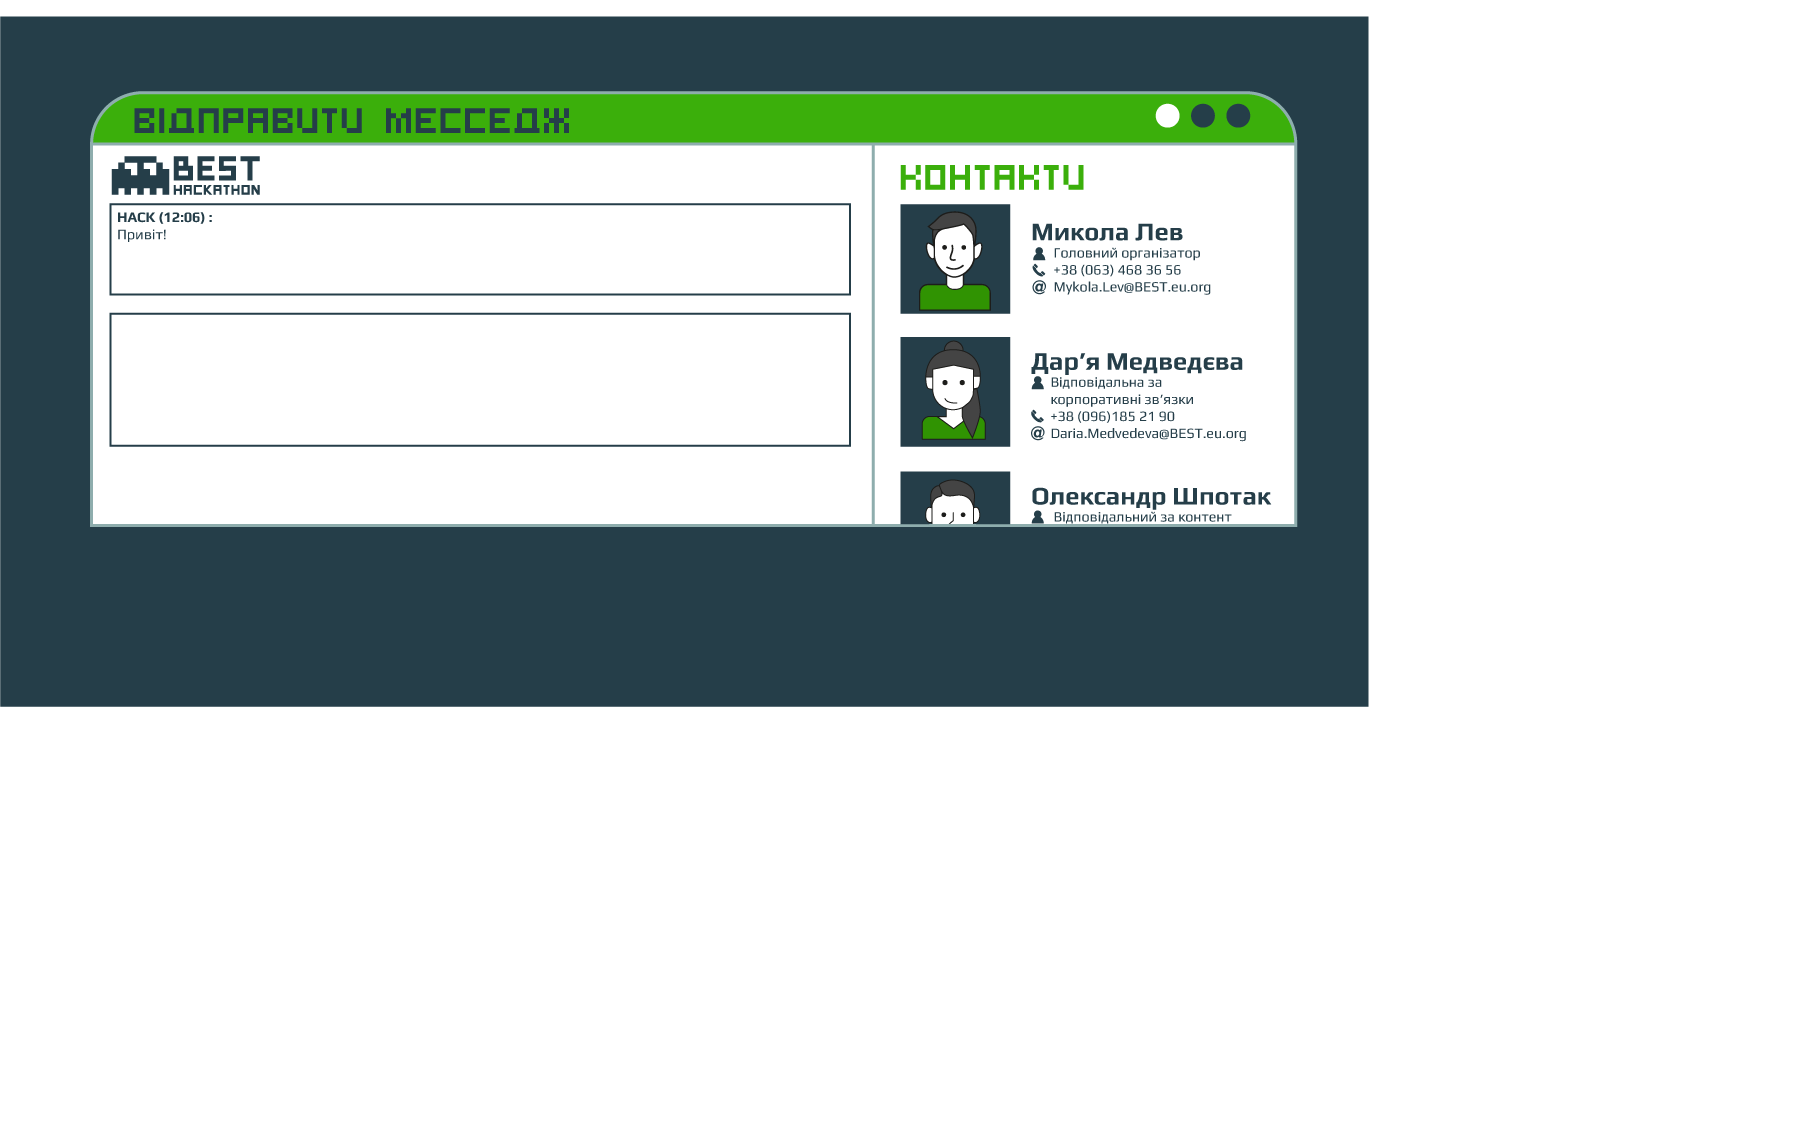 ВІДПРАВИТИ МЕССЕДЖ
BEST
HACKATHON
HACK (12:06) :
Привіт!
КОНТАКТИ
Микола Лев
Головний організатор
+38 (063) 468 36 56
Mykola.Lev@BEST.eu.org
Дар’я Медведєва
Відповідальна за
корпоративні зв’язки
+38 (096)185 21 90
Daria.Medvedeva@BEST.eu.org
Олександр Шпотак
Відповідальний за контент